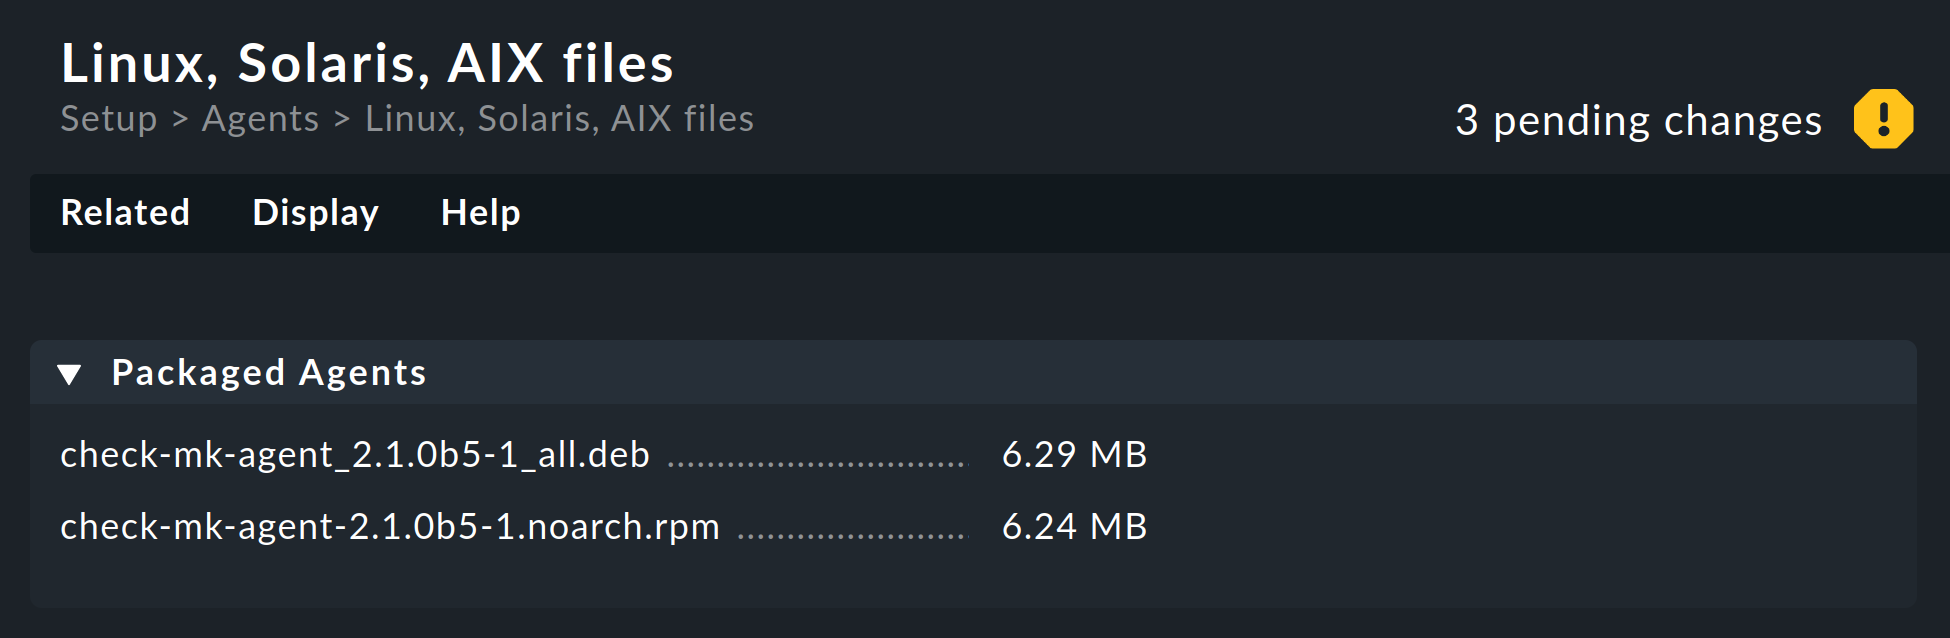 Linux, Solaris, AIX files
Setup > Agents > Linux, Solaris, AIX files
3 pending changes
Related Display Help
Packaged Agents
check-mk-agent_2.1.0b5-1_all.deb 6.29 MB
check-mk-agent-2.1.0b5-1.noarch.rpm 6.24 MB